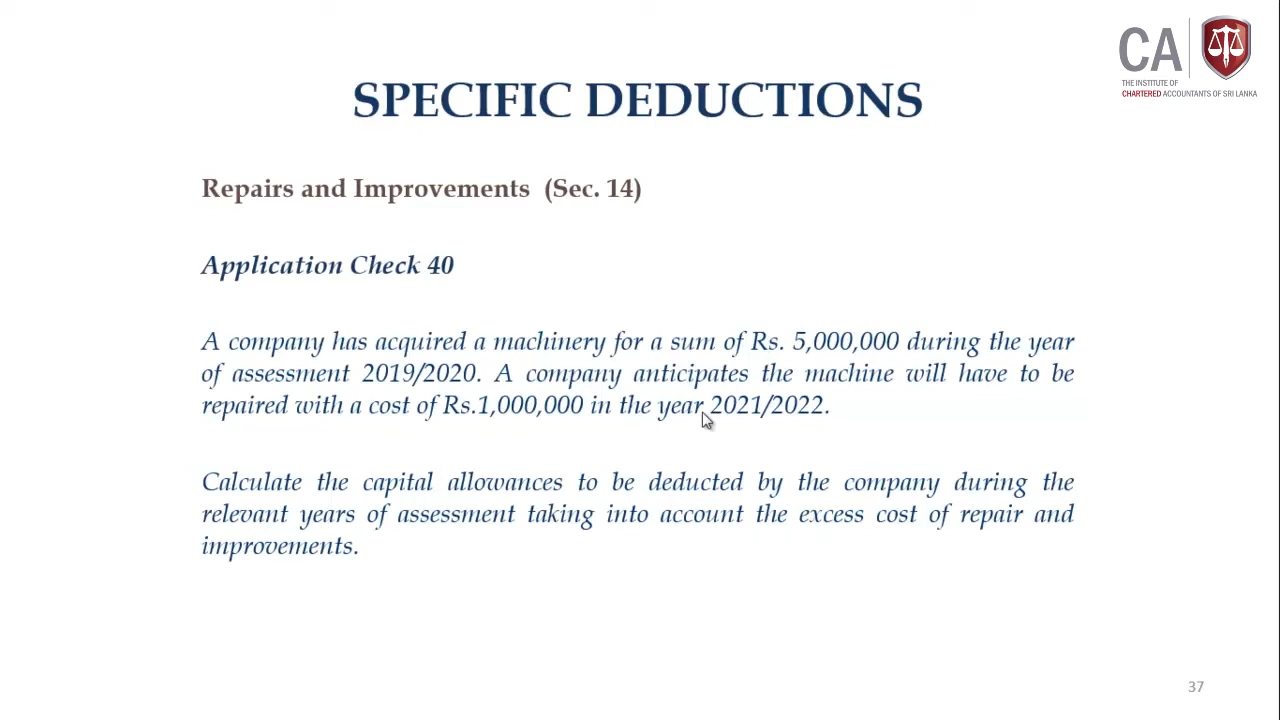 CA
THE INSTITUTE OF
CHARTERED ACCOUNTANTS OF SRI LANKA
SPECIFIC DEDUCTIONS
Repairs and Improvements (Sec. 14)
Application Check 40
A company has acquired a machinery for a sum of Rs. 5,000,000 during the year
of assessment 2019/2020. A company anticipates the machine will have to be
repaired with a cost of Rs.1,000,000 in the year 2021/2022.
Calculate the capital allowances to be deducted by the company during the
relevant years of assessment taking into account the excess cost of repair and
improvements.
37